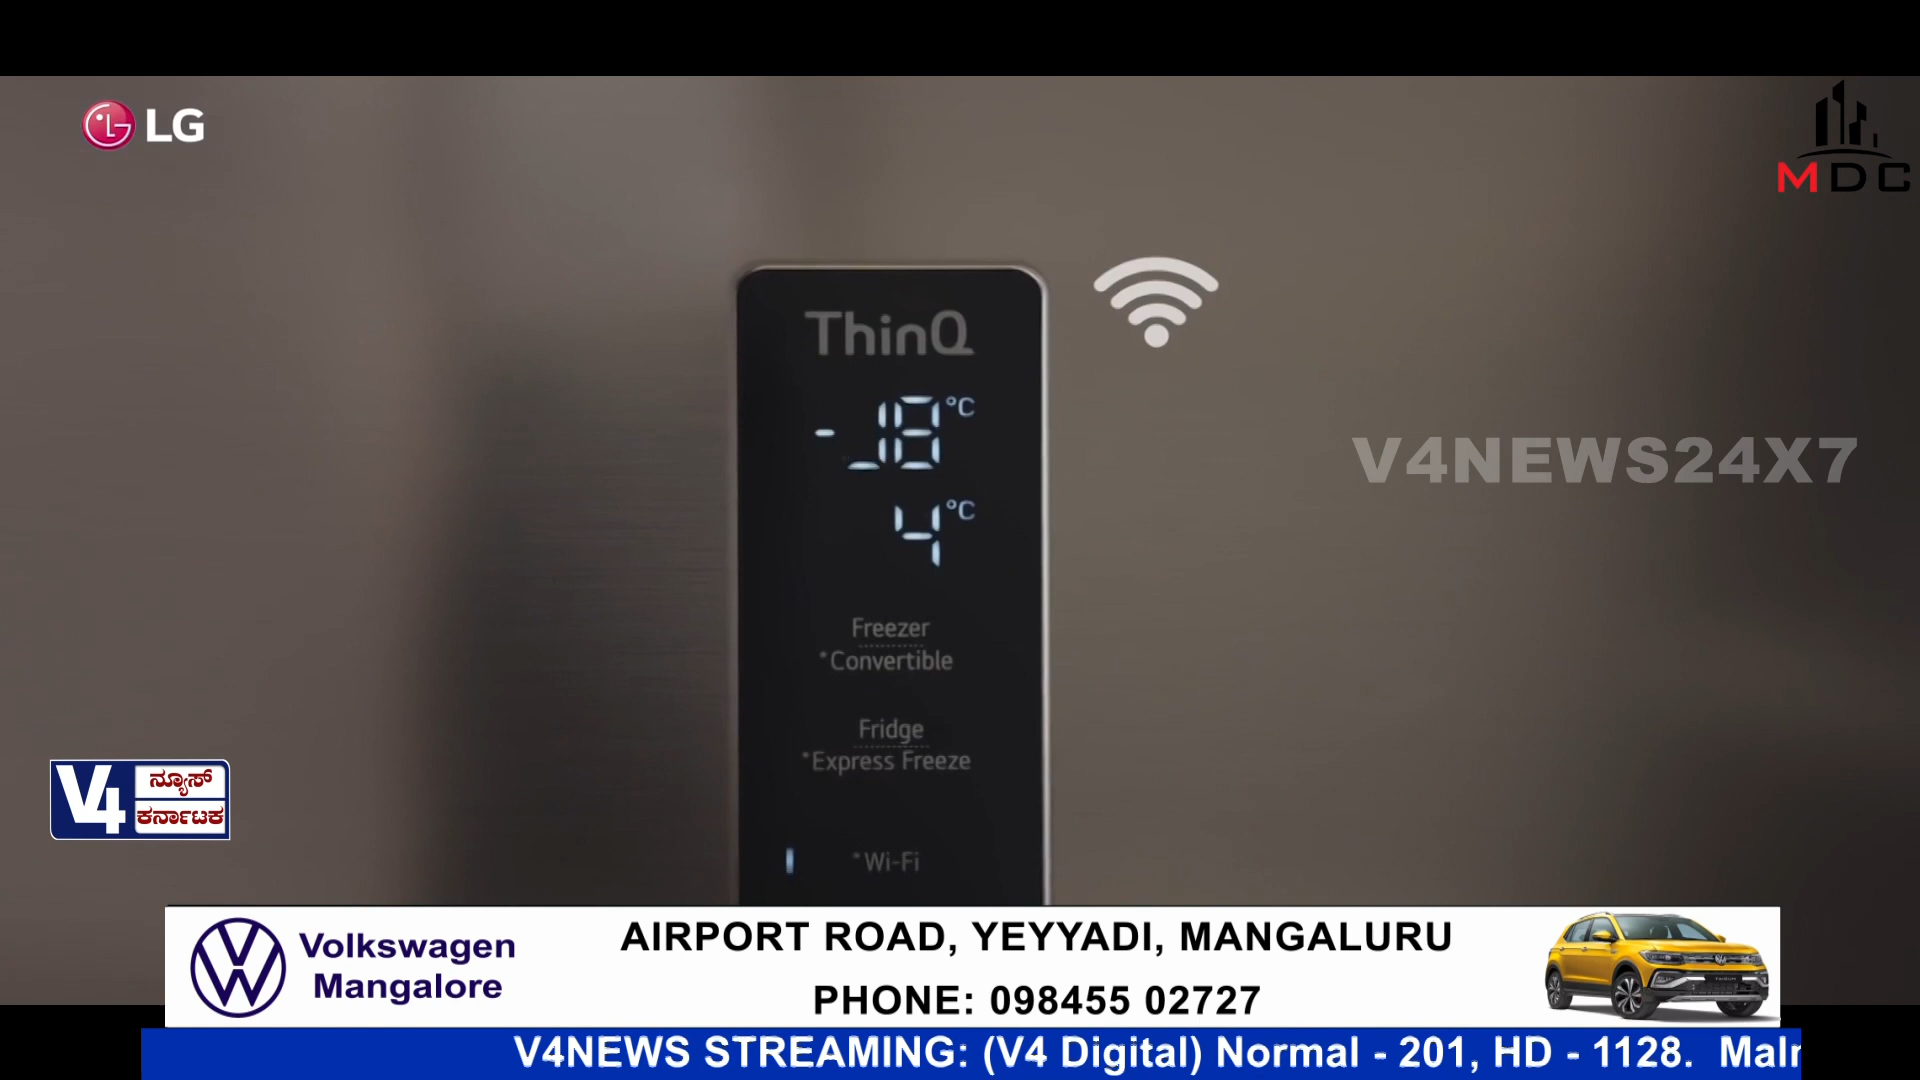 LG
MDC
ThinQ
-18 °C
4 °C
V4NEWS24X7
Freezer
*Convertible
Fridge
*Express Freeze
*Wi-Fi
V4
ನ್ಯೂಸ್
ಕರ್ನಾಟಕ
Volkswagen
Mangalore
AIRPORT ROAD, YEYYADI, MANGALURU
PHONE: 098455 02727
V4NEWS STREAMING: (V4 Digital) Normal - 201, HD - 1128.